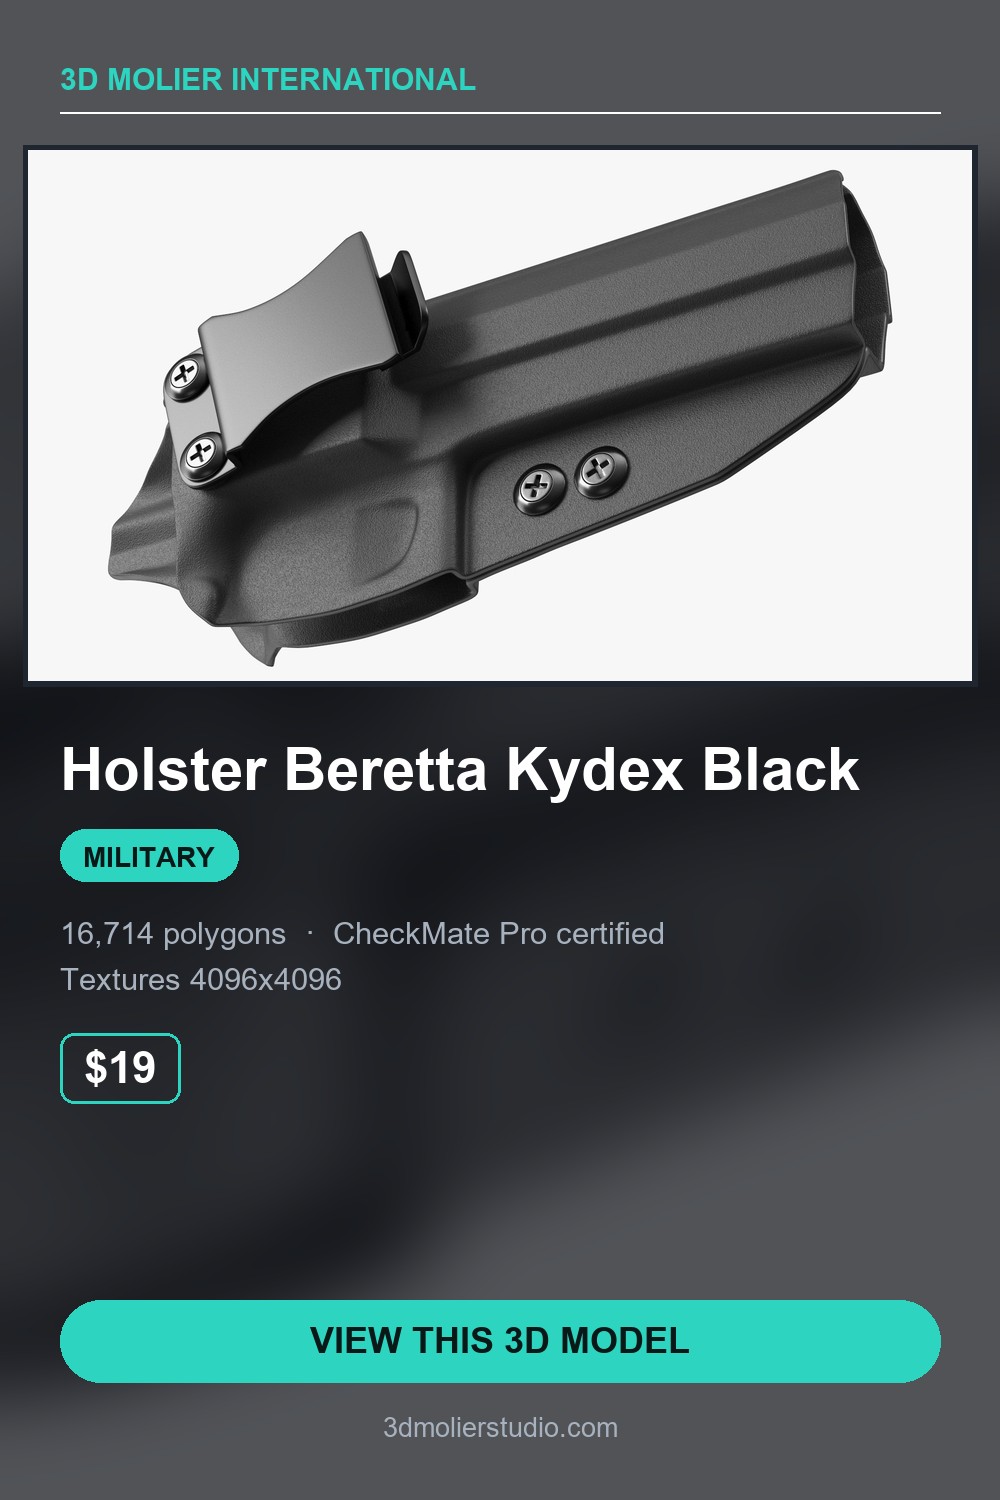 3D MOLIER INTERNATIONAL
Holster Beretta Kydex Black
MILITARY
16,714 polygons · CheckMate Pro certified
Textures 4096x4096
$19
VIEW THIS 3D MODEL
3dmolierstudio.com